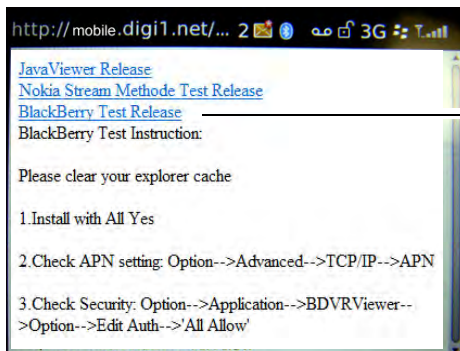 http://mobile.digi1.net/... 2 3G
JavaViewer Release
Nokia Stream Methode Test Release
BlackBerry Test Release
BlackBerry Test Instruction:
Please clear your explorer cache
1.Install with All Yes
2.Check APN setting: Option-->Advanced-->TCP/IP-->APN
3.Check Security: Option-->Application-->BDVRViewer--
>Option-->Edit Auth-->'All Allow'